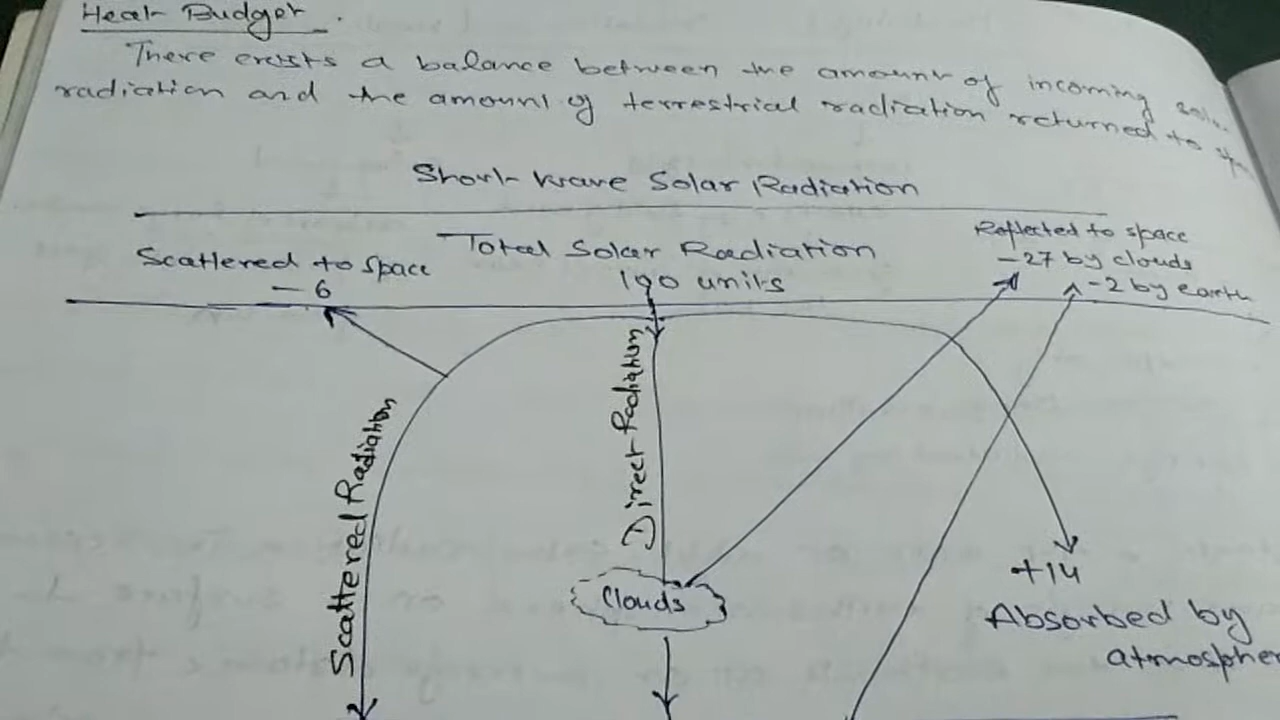 Heat Budget.
There exists a balance between the amount of incoming
radiation and the amount of terrestrial radiation returned to
Short-Wave Solar Radiation
Scattered to space
- 6
Total Solar Radiation
100 units
Reflected to space
-27 by clouds
-2 by earth
Scattered Radiation
Direct Radiation
Clouds
+14
Absorbed by
atmospher